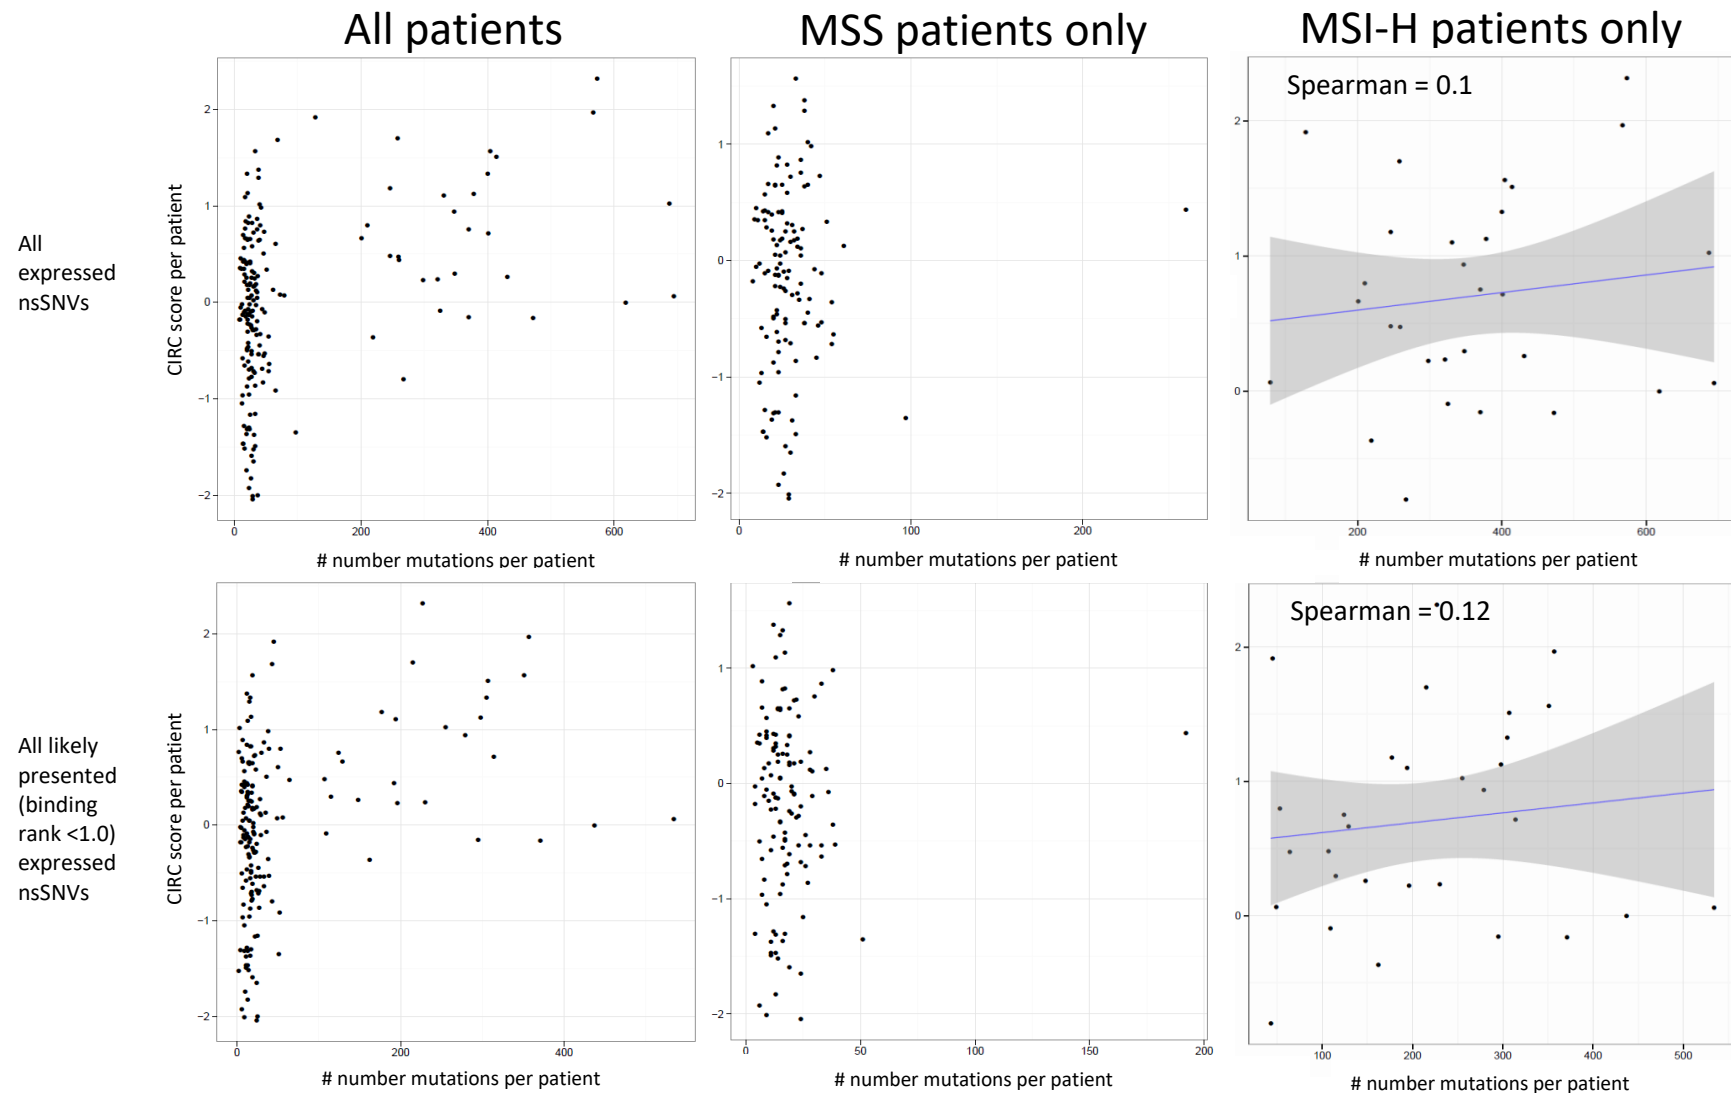 All patients
MSS patients only
MSI-H patients only
All
expressed
nsSNVs
CIRC score per patient
2
1
0
−1
−2
0
200
400
600
# number mutations per patient
1
0
−1
−2
0
100
200
# number mutations per patient
Spearman = 0.1
2
1
0
200
400
600
# number mutations per patient
All likely
presented
(binding
rank <1.0)
expressed
nsSNVs
CIRC score per patient
2
1
0
−1
−2
0
200
400
# number mutations per patient
1
0
−1
−2
0
50
100
150
200
# number mutations per patient
Spearman = 0.12
2
1
0
100
200
300
400
500
# number mutations per patient